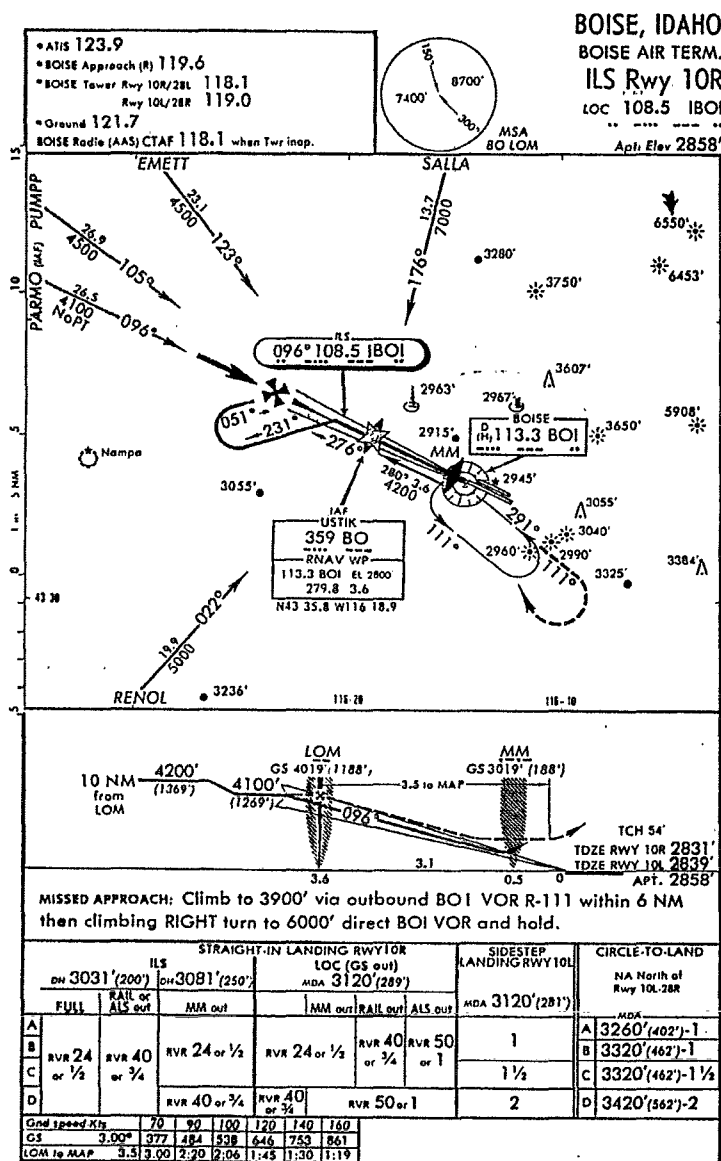 BOISE, IDAHO
BOISE AIR TERM.
ILS Rwy 10R
LOC 108.5 IBOI
Apt. Elev 2858'
* ATIS 123.9
* BOISE Approach (R) 119.6
* BOISE Tower Rwy 10R/28L 118.1
Rwy 10L/28R 119.0
* Ground 121.7
BOISE Radio (AAS) CTAF 118.1 when Twr inop.
150°
8700'
7400'
300°
MSA
BO LOM
15
EMETT
SALLA
PUMPP
23.1
4500
123°
13.7
7000
176°
26.9
4500
105°
PARMO (IAF)
26.5
4100
NoPT
096°
10
3280'
3750'
6550'
6453'
ILS
096° 108.5 IBOI
3607'
2963'
2967'
BOISE
D
(H) 113.3 BOI
3650'
5908'
5
051°
231°
276°
2915'
MM
2945'
Nampa
3055'
280° 3.6
4200
291°
3055'
IAF
USTIK
359 BO
RNAV WP
113.3 BOI EL 2800'
279.8 3.6
N43 35.8 W116 18.9
111°
2960'
3040'
2990'
111°
3384'
3325'
0
43 30
022°
19.9
5000
RENOL
3236'
116-20
116-10
5
LOM
GS 4019' (1188')
MM
GS 3019' (188')
10 NM
from
LOM
4200'
(1369')
4100'
(1269')
3.5 to MAP
096°
TCH 54'
TDZE RWY 10R 2831'
TDZE RWY 10L 2839'
APT. 2858'
3.1
3.6
0.5
0
MISSED APPROACH: Climb to 3900' via outbound BOI VOR R-111 within 6 NM
then climbing RIGHT turn to 6000' direct BOI VOR and hold.
STRAIGHT-IN LANDING RWY 10R
SIDESTEP
LANDING RWY 10L
CIRCLE-TO-LAND
ILS
LOC (GS out)
NA North of
Rwy 10L-28R
DH 3031' (200')
DH 3081' (250')
MDA 3120' (289')
MDA 3120' (281')
FULL
RAIL or
ALS out
MM out
MM out
RAIL out
ALS out
MDA
A
B
C
D
RVR 24
or 1/2
RVR 40
or 3/4
RVR 24 or 1/2
RVR 24 or 1/2
RVR 40
or 3/4
RVR 50
or 1
1
1 1/2
2
A 3260' (402')-1
B 3320' (462')-1
C 3320' (462')-1 1/2
D 3420' (562')-2
RVR 40 or 3/4
RVR 40
or 3/4
RVR 50 or 1
Gnd speed-Kts 70 90 100 120 140 160
GS 3.00° 377 484 538 646 753 861
LOM to MAP 3.5 3:00 2:20 2:06 1:45 1:30 1:19